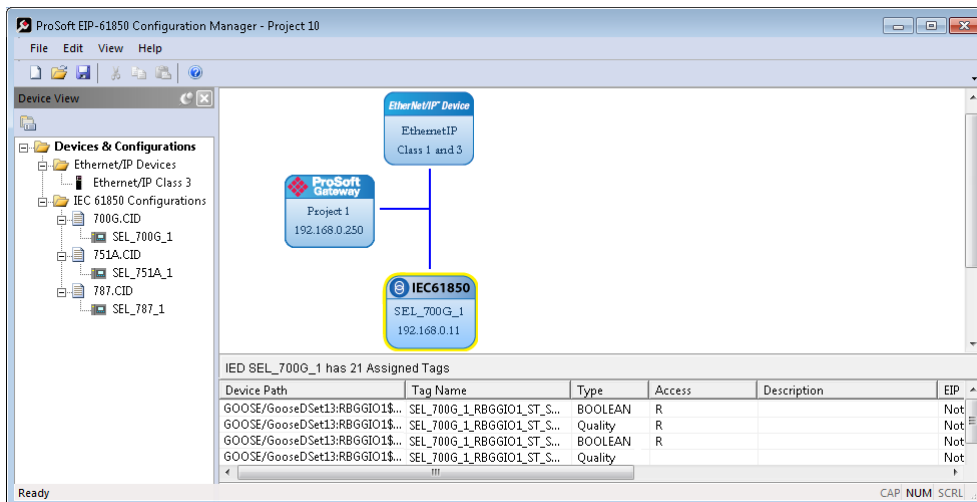 ProSoft EIP-61850 Configuration Manager - Project 10
File Edit View Help
Device View
Devices & Configurations
Ethernet/IP Devices
Ethernet/IP Class 3
IEC 61850 Configurations
700G.CID
SEL_700G_1
751A.CID
SEL_751A_1
787.CID
SEL_787_1
EtherNet/IP™ Device
EthernetIP
Class 1 and 3
ProSoft
Gateway
Project 1
192.168.0.250
IEC61850
SEL_700G_1
192.168.0.11
IED SEL_700G_1 has 21 Assigned Tags
Device Path Tag Name Type Access Description EIP
GOOSE/GooseDSet13:RBGGIO1$... SEL_700G_1_RBGGIO1_ST_S... BOOLEAN R Not
GOOSE/GooseDSet13:RBGGIO1$... SEL_700G_1_RBGGIO1_ST_S... Quality R Not
GOOSE/GooseDSet13:RBGGIO1$... SEL_700G_1_RBGGIO1_ST_S... BOOLEAN R Not
GOOSE/GooseDSet13:RBGGIO1$... SEL_700G_1_RBGGIO1_ST_S... Quality Not
Ready CAP NUM SCRL